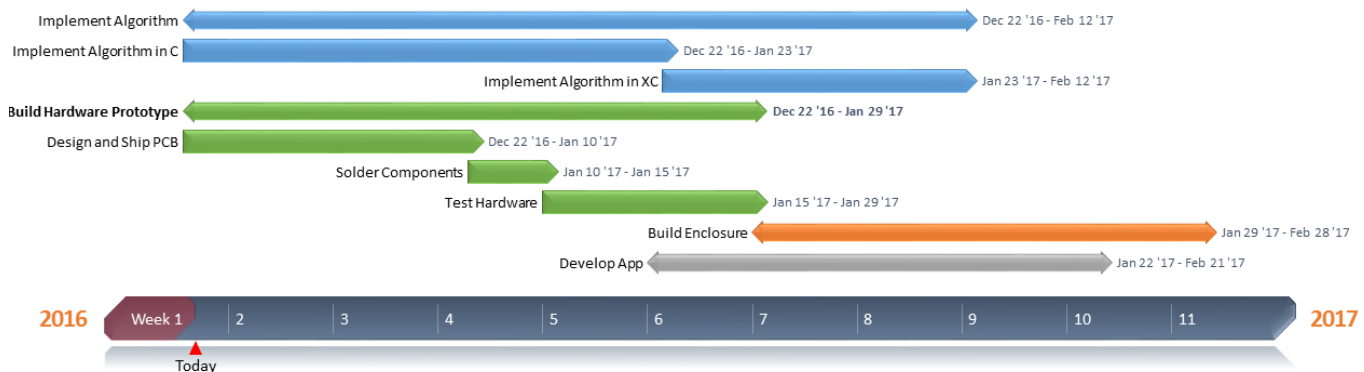 Implement Algorithm Dec 22 '16 - Feb 12 '17
Implement Algorithm in C Dec 22 '16 - Jan 23 '17
Implement Algorithm in XC Jan 23 '17 - Feb 12 '17
Build Hardware Prototype Dec 22 '16 - Jan 29 '17
Design and Ship PCB Dec 22 '16 - Jan 10 '17
Solder Components Jan 10 '17 - Jan 15 '17
Test Hardware Jan 15 '17 - Jan 29 '17
Build Enclosure Jan 29 '17 - Feb 28 '17
Develop App Jan 22 '17 - Feb 21 '17
2016 Week 1 2 3 4 5 6 7 8 9 10 11 2017
Today